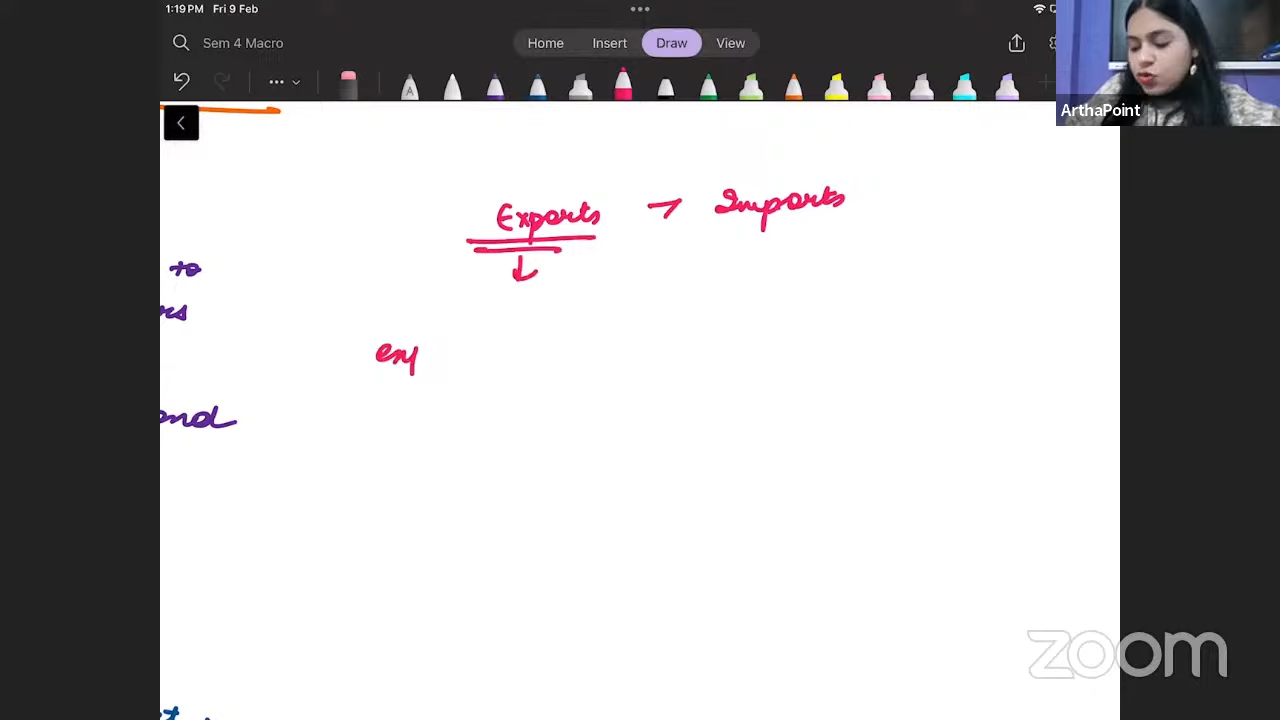 1:19 PM Fri 9 Feb
Sem 4 Macro
Home Insert Draw View
A
ArthaPoint
Exports > Imports
to
exp
and
zoom